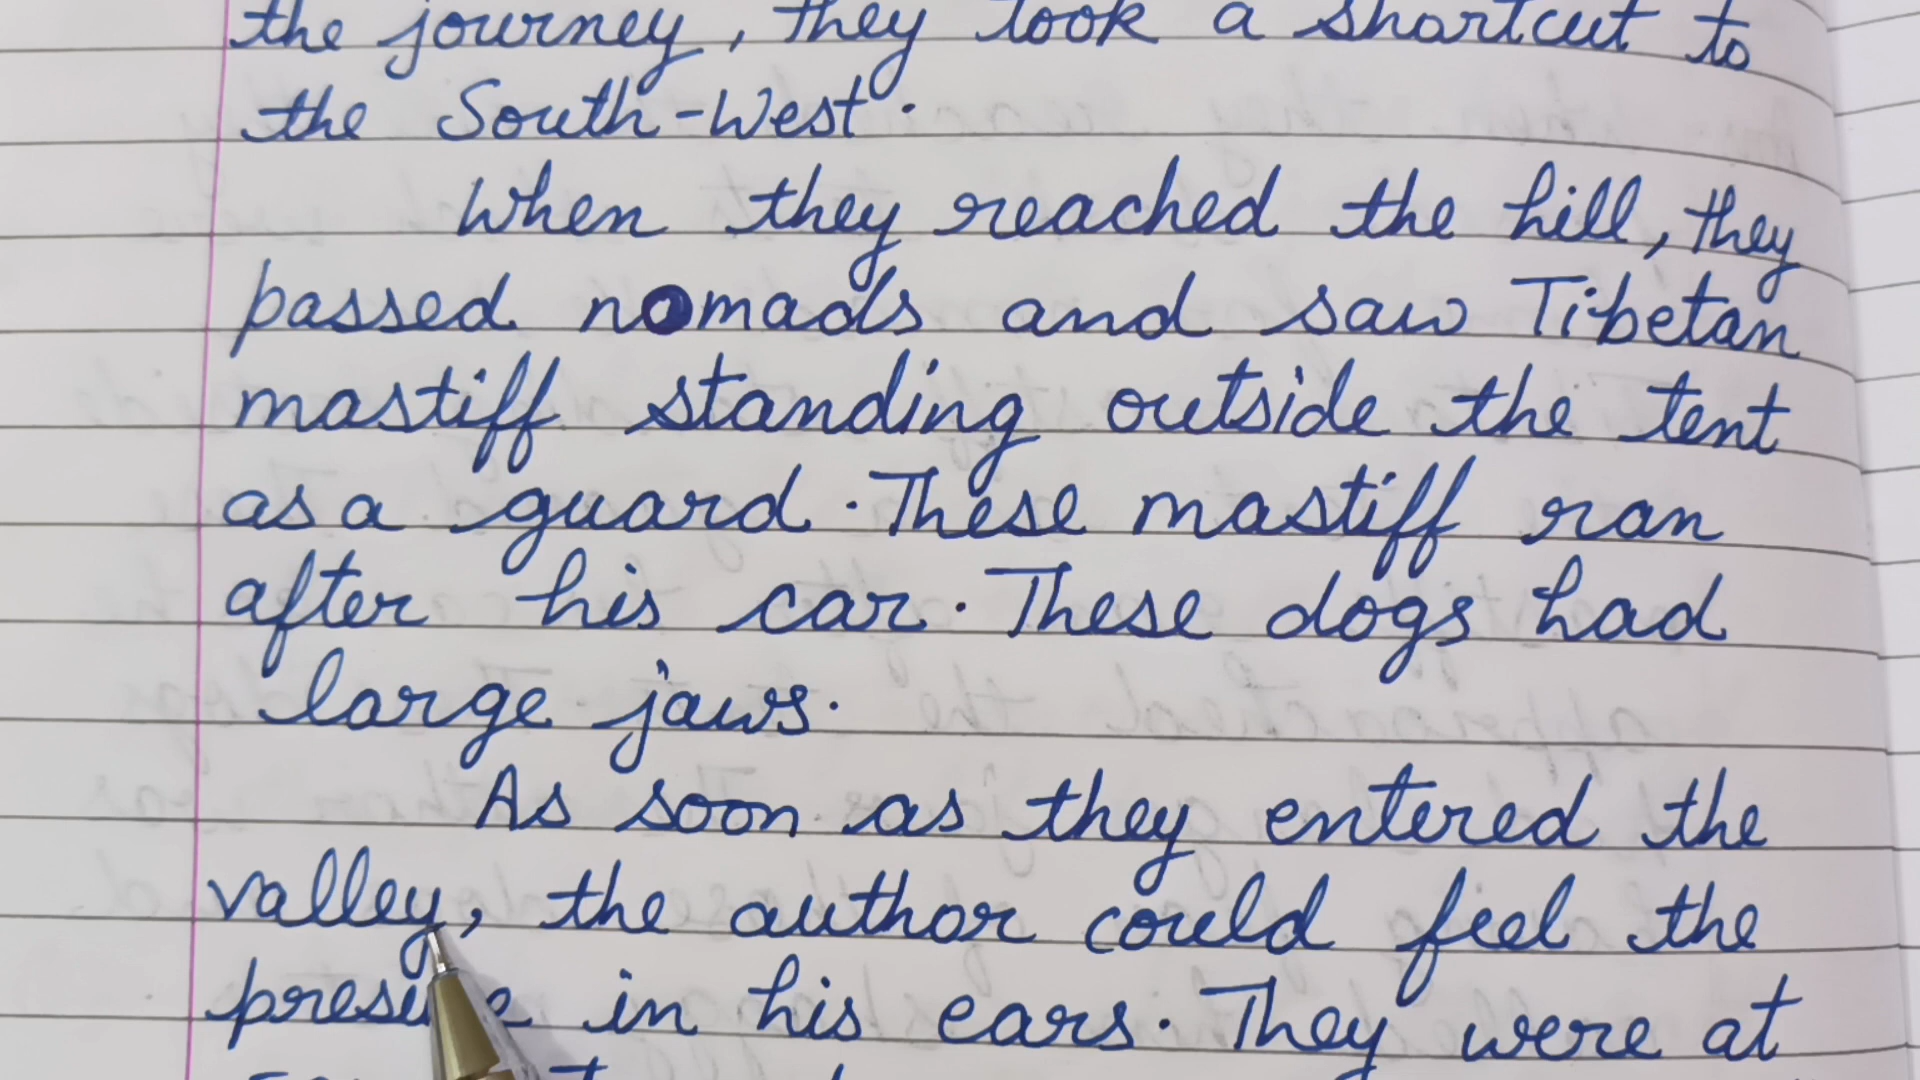 the journey, they took a shortcut to
the South-West.
When they reached the hill, they
passed nomads and saw Tibetan
mastiff standing outside the tent
as a guard. These mastiff ran
after his car. These dogs had
large jaws.
As soon as they entered the
valley, the author could feel the
in his ears. They were at